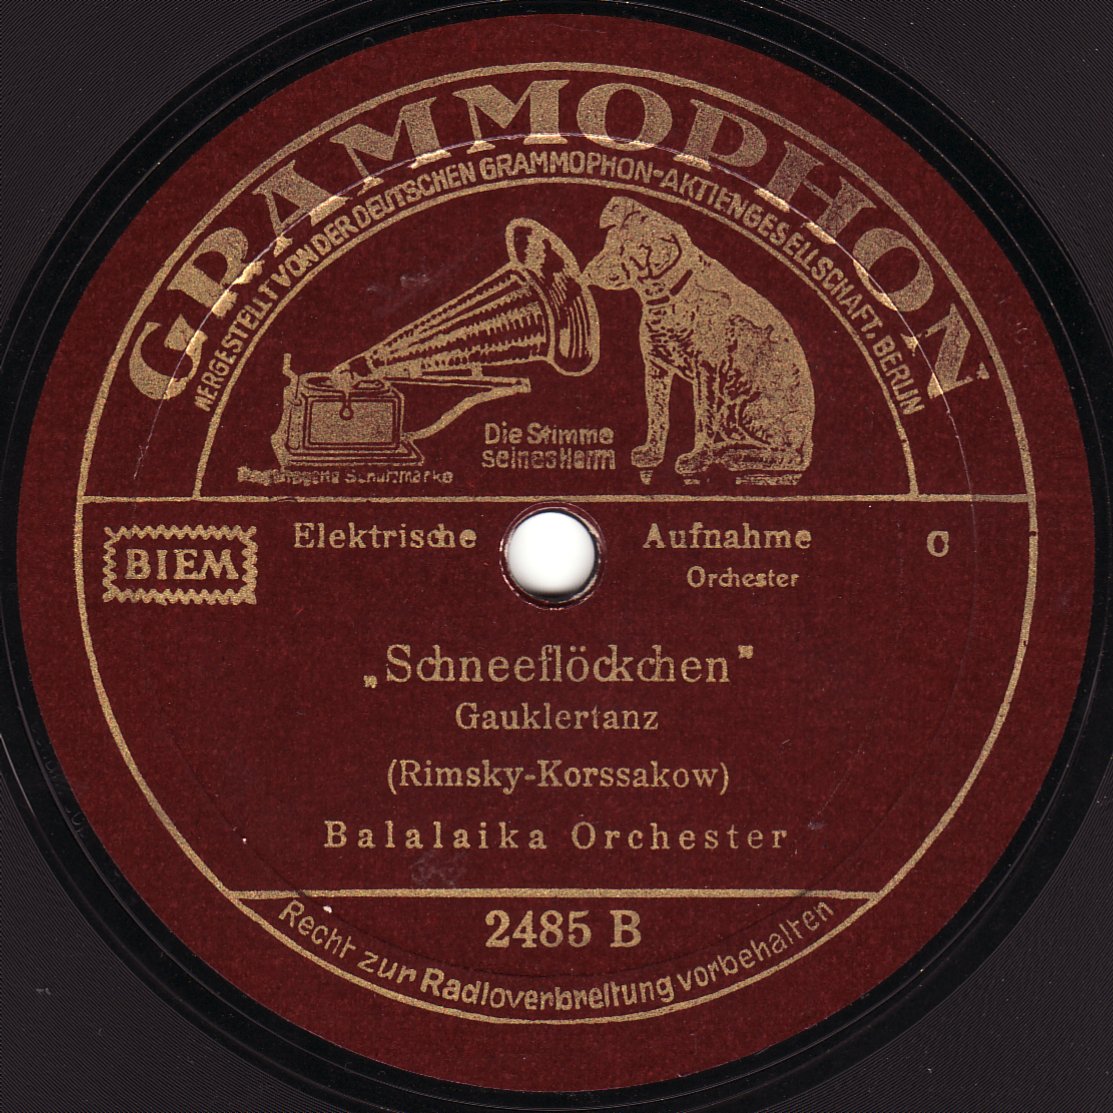 GRAMMOPHON
HERGESTELLT VON DER DEUTSCHEN GRAMMOPHON-AKTIENGESELLSCHAFT. BERLIN
Die Stimme
seines Herrn
Schutzmarke
BIEM
Elektrische Aufnahme
C
Orchester
„Schneeflöckchen”
Gauklertanz
(Rimsky-Korssakow)
Balalaika Orchester
2485 B
Recht zur Radioverbreitung vorbehalten